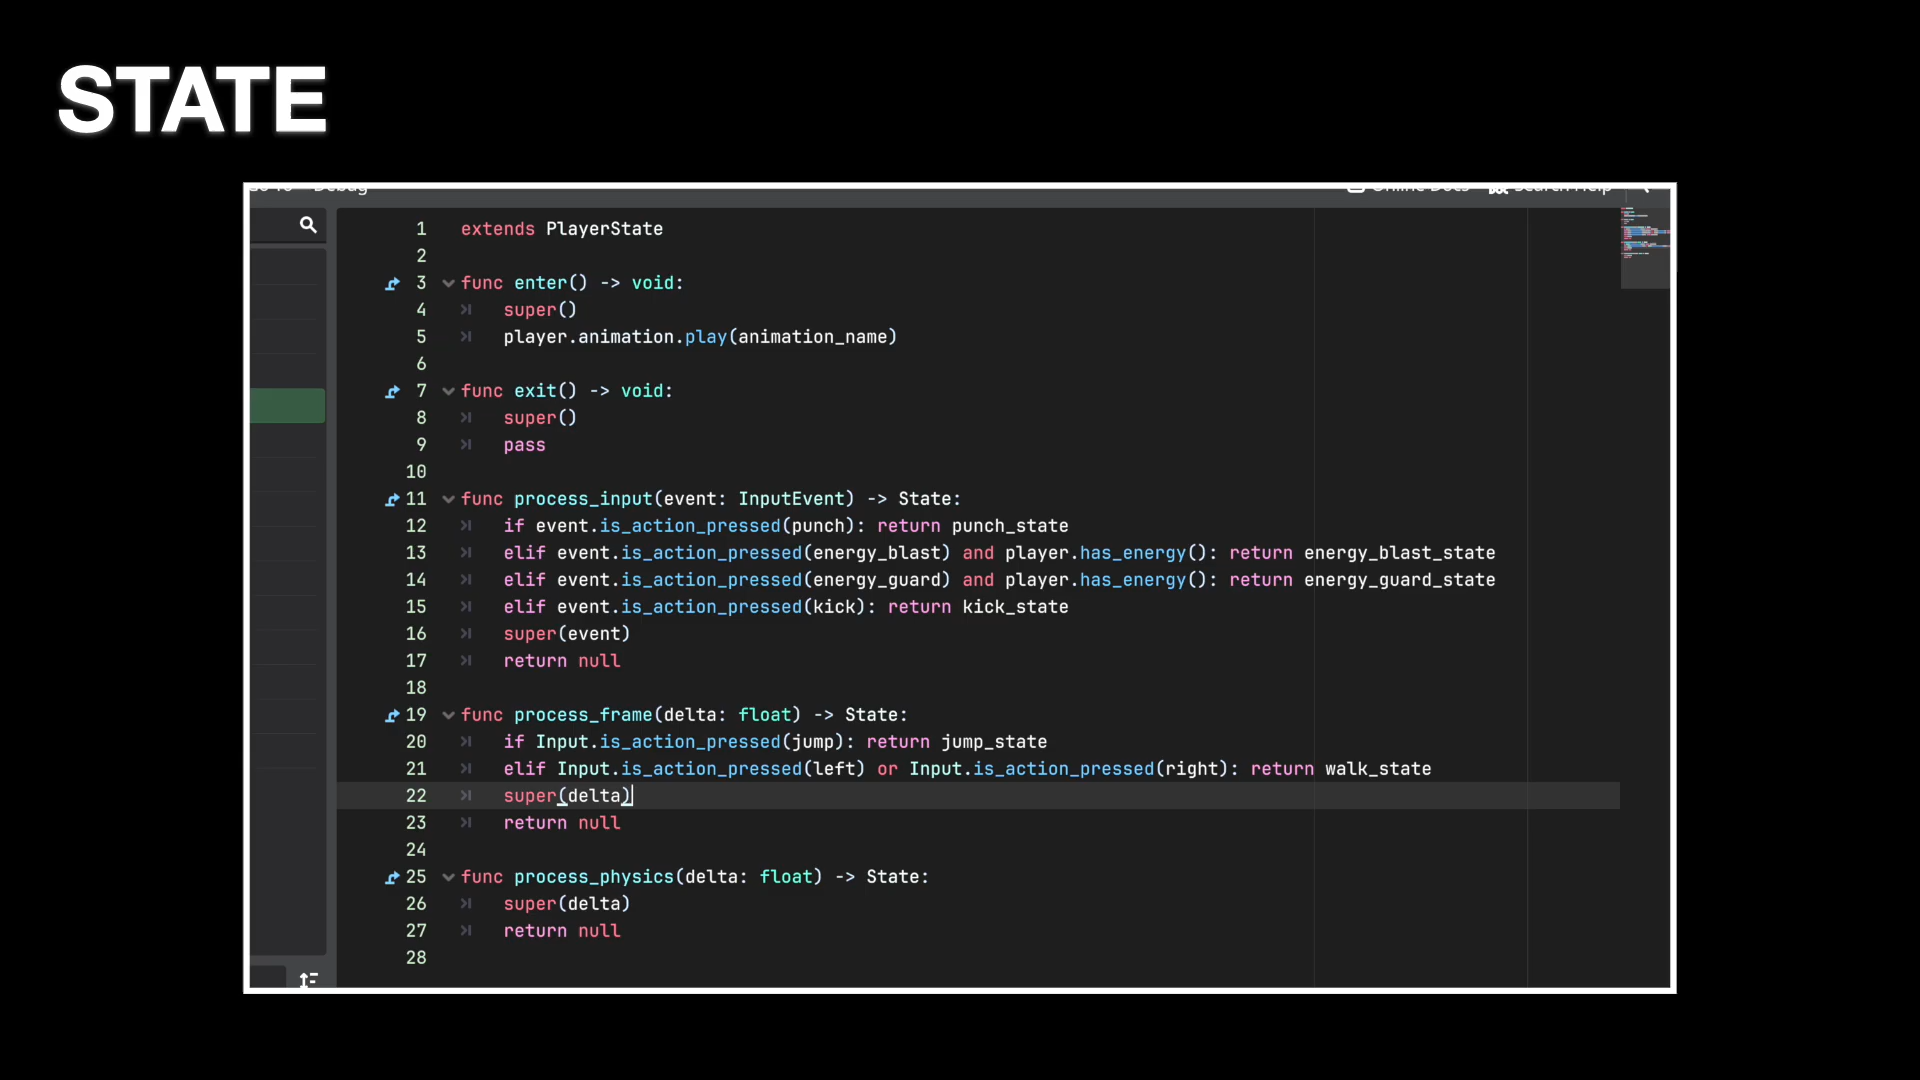 STATE
Debug
Online Docs
Search Help
1 extends PlayerState
2
3 func enter() -> void:
4 super()
5 player.animation.play(animation_name)
6
7 func exit() -> void:
8 super()
9 pass
10
11 func process_input(event: InputEvent) -> State:
12 if event.is_action_pressed(punch): return punch_state
13 elif event.is_action_pressed(energy_blast) and player.has_energy(): return energy_blast_state
14 elif event.is_action_pressed(energy_guard) and player.has_energy(): return energy_guard_state
15 elif event.is_action_pressed(kick): return kick_state
16 super(event)
17 return null
18
19 func process_frame(delta: float) -> State:
20 if Input.is_action_pressed(jump): return jump_state
21 elif Input.is_action_pressed(left) or Input.is_action_pressed(right): return walk_state
22 super(delta)
23 return null
24
25 func process_physics(delta: float) -> State:
26 super(delta)
27 return null
28